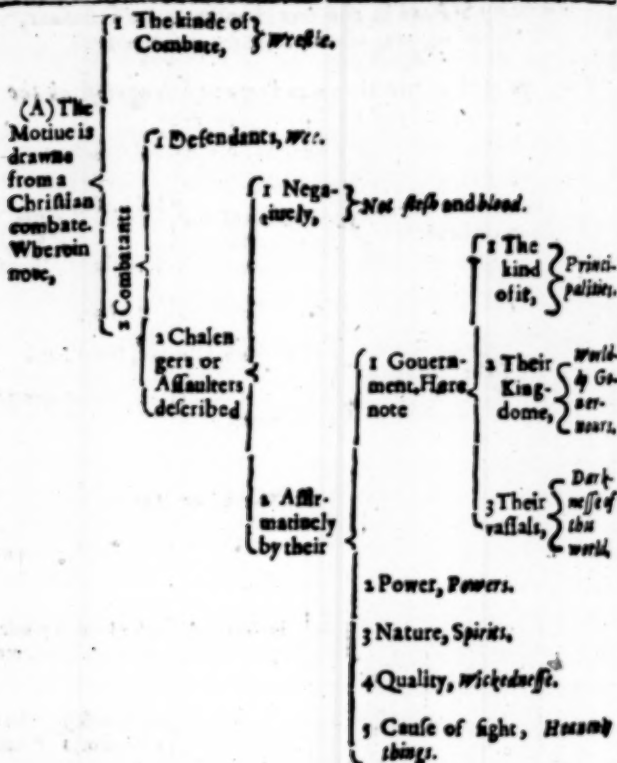 1 The kinde of
Combate,
Wrestle.
(A) The
Motiue is
drawne
from a
Christian
combate.
Wherein
note,
2 Combatants
1 Defendants, Wee.
2 Chalen
gers or
Assaulters
described
1 Nega-
tiuely,
Not flesh and blood.
2 Affir-
matiuely
by their
1 Gouern-
ment. Here
note
1 The
kind
of it,
Princi-
palities.
2 Their
King-
dome,
World-
ly Go-
uer-
nours.
3 Their
vassals,
Dark-
nesse of
this
world,
2 Power, Powers.
3 Nature, Spirits,
4 Quality, Wickednesse.
5 Cause of fight, Heauenly
things.